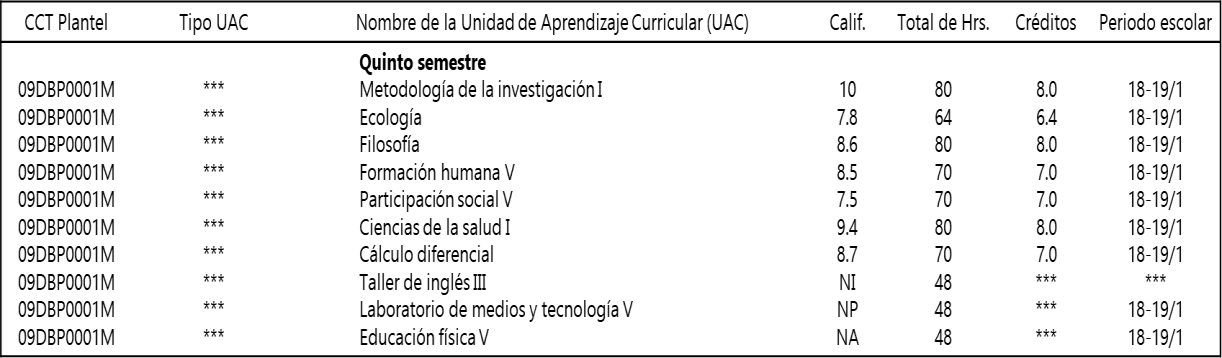 CCT Plantel Tipo UAC Nombre de la Unidad de Aprendizaje Curricular (UAC) Calif. Total de Hrs. Créditos Periodo escolar
Quinto semestre
09DBP0001M *** Metodología de la investigación I 10 80 8.0 18-19/1
09DBP0001M *** Ecología 7.8 64 6.4 18-19/1
09DBP0001M *** Filosofía 8.6 80 8.0 18-19/1
09DBP0001M *** Formación humana V 8.5 70 7.0 18-19/1
09DBP0001M *** Participación social V 7.5 70 7.0 18-19/1
09DBP0001M *** Ciencias de la salud I 9.4 80 8.0 18-19/1
09DBP0001M *** Cálculo diferencial 8.7 70 7.0 18-19/1
09DBP0001M *** Taller de inglés III NI 48 *** ***
09DBP0001M *** Laboratorio de medios y tecnología V NP 48 *** 18-19/1
09DBP0001M *** Educación física V NA 48 *** 18-19/1